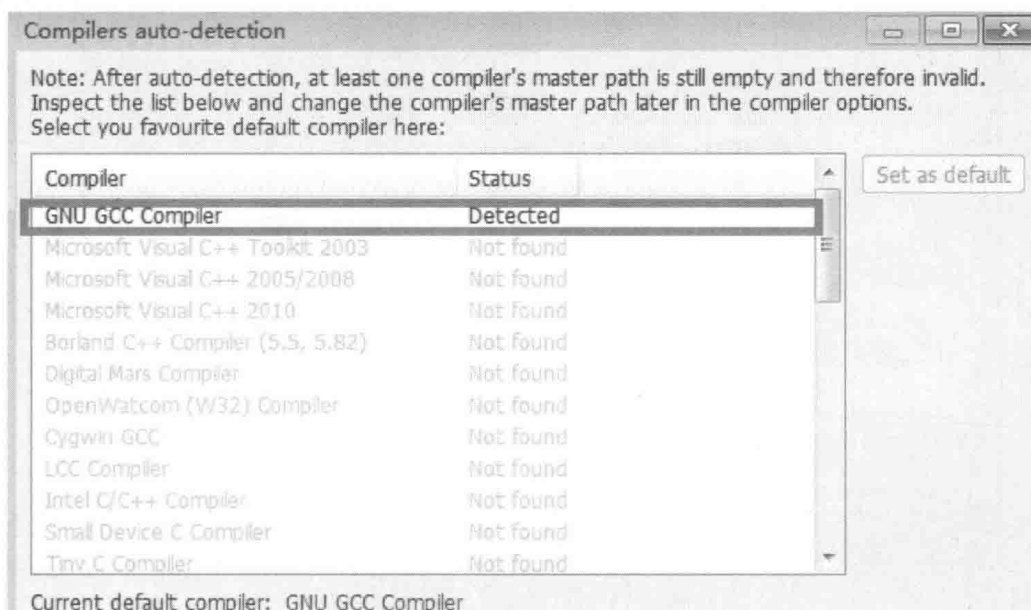 Compilers auto-detection
Note: After auto-detection, at least one compiler's master path is still empty and therefore invalid.
Inspect the list below and change the compiler's master path later in the compiler options.
Select you favourite default compiler here:
Compiler Status
Set as default
GNU GCC Compiler Detected
Microsoft Visual C++ Toolkit 2003 Not found
Microsoft Visual C++ 2005/2008 Not found
Microsoft Visual C++ 2010 Not found
Borland C++ Compiler (5.5, 5.82) Not found
Digital Mars Compiler Not found
OpenWatcom (W32) Compiler Not found
Cygwin GCC Not found
LCC Compiler Not found
Intel C/C++ Compiler Not found
Small Device C Compiler Not found
Tiny C Compiler Not found
Current default compiler: GNU GCC Compiler